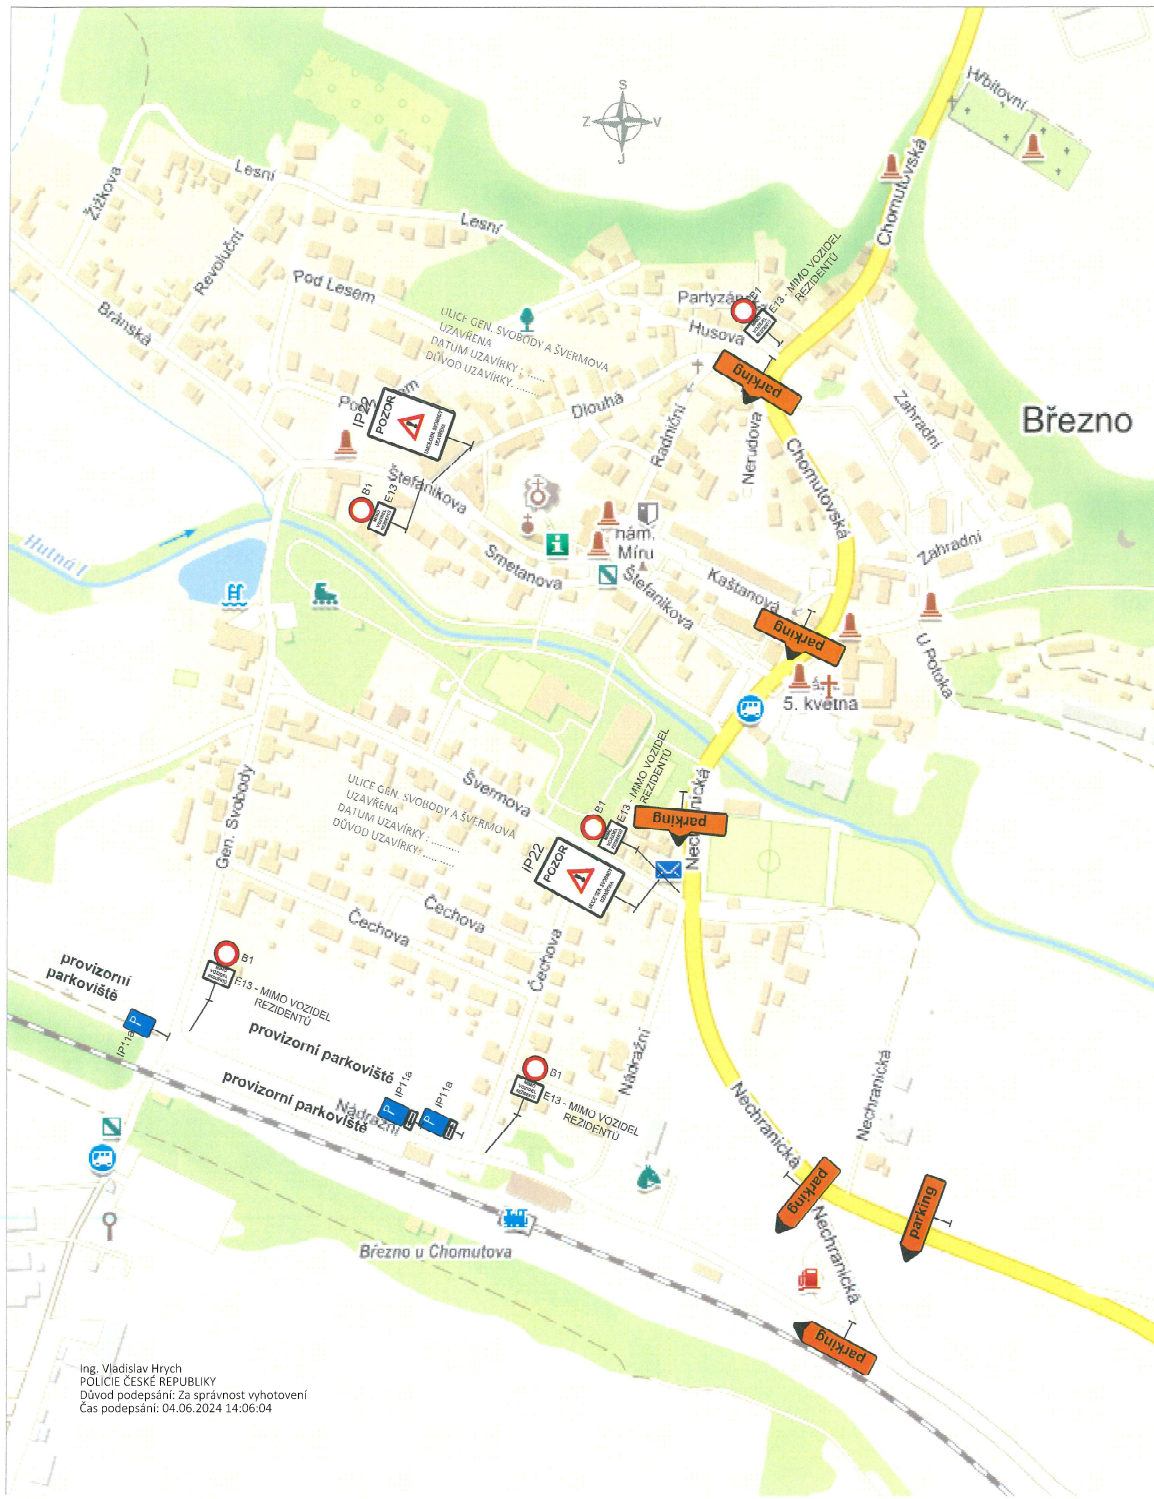 S
Z
V
J
Hřbitovní
Chomutovská
Lesní
Žižkova
Lesní
Revoluční
Pod Lesem
Bránská
Partyzánská
B1
E13 - MIMO VOZIDEL
REZIDENTŮ
Husova
parking
ULICE GEN. SVOBODY A ŠVERMOVA
UZAVŘENA
DATUM UZAVÍRKY : ......
DŮVOD UZAVÍRKY.......
IP22
POZOR
Dlouhá
Radniční
Nerudova
Zahradní
Březno
Chomutovská
B1
E13
Štefánikova
nám.
Míru
Zahradní
Hutná I
Smetanova
Štefánikova
Kaštanová
parking
U Potoka
5. května
Gen. Svobody
Švermova
ULICE GEN. SVOBODY A ŠVERMOVA
UZAVŘENA
DATUM UZAVÍRKY : ........
DŮVOD UZAVÍRKY: .........
B1
E13 - MIMO VOZIDEL
REZIDENTŮ
Nechranická
parking
IP22
POZOR
Čechova
Čechova
Čechova
provizorní
parkoviště
IP11a
B1
E13 - MIMO VOZIDEL
REZIDENTŮ
provizorní parkoviště
IP11a
IP11a
provizorní parkoviště
Nádražní
B1
E13 - MIMO VOZIDEL
REZIDENTŮ
Nádražní
Nechranická
Nechranická
parking
parking
Nechranická
Březno u Chomutova
parking
Ing. Vladislav Hrych
POLICIE ČESKÉ REPUBLIKY
Důvod podepsání: Za správnost vyhotovení
Čas podepsání: 04.06.2024 14:06:04